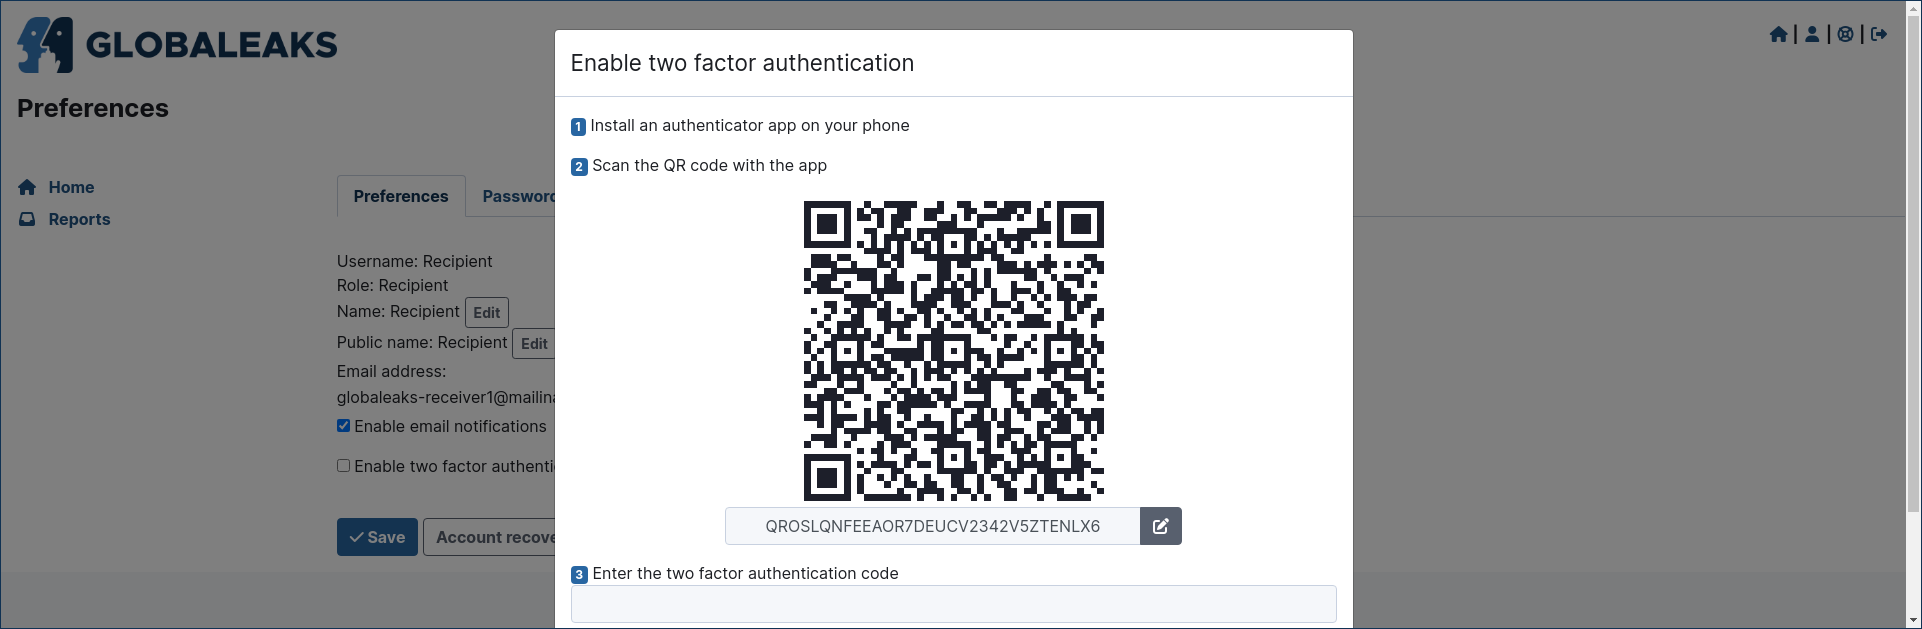 GLOBALEAKS
Preferences
Home
Reports
Preferences
Password
Username: Recipient
Role: Recipient
Name: Recipient Edit
Public name: Recipient Edit
Email address:
globaleaks-receiver1@mailina
Enable email notifications
Enable two factor authenti
Save
Account recove
Enable two factor authentication
1 Install an authenticator app on your phone
2 Scan the QR code with the app
QROSLQNFEEAOR7DEUCV2342V5ZTENLX6
3 Enter the two factor authentication code